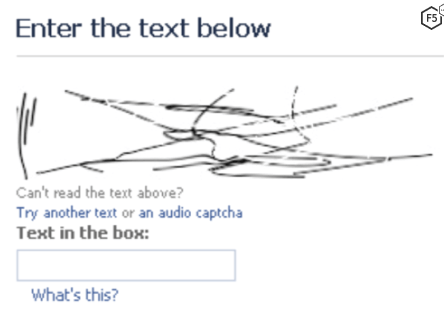 Enter the text below
F5
Can't read the text above?
Try another text or an audio captcha
Text in the box:
What's this?